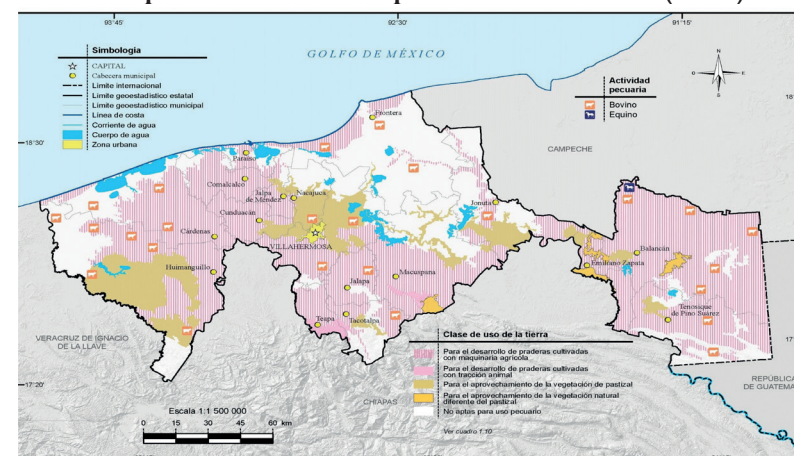 93°45'
92°30'
91°15'
Simbología
CAPITAL
Cabecera municipal
Límite internacional
Límite geoestadístico estatal
Límite geoestadístico municipal
Línea de costa
Corriente de agua
Cuerpo de agua
Zona urbana
GOLFO DE MÉXICO
N
E
Actividad
pecuaria
Bovino
Equino
18°30'
CAMPECHE
Frontera
Paraíso
Comalcalco
Jalpa
de Méndez
Nacajuca
Cunduacán
Jonuta
Cárdenas
VILLAHERMOSA
Huimanguillo
Macuspana
Jalapa
Teapa
Tacotalpa
Balancán
Emiliano Zapata
Tenosique
de Pino Suárez
VERACRUZ DE IGNACIO
DE LA LLAVE
CHIAPAS
REPÚBLICA
DE GUATEMA
17°20'
Clase de uso de la tierra
Para el desarrollo de praderas cultivadas
con maquinaria agrícola
Para el desarrollo de praderas cultivadas
con tracción animal
Para el aprovechamiento de la vegetación de pastizal
Para el aprovechamiento de la vegetación natural
diferente del pastizal
No aptas para uso pecuario
Ver cuadro 1.10
Escala 1:1 500 000
0 15 30 45 60 km